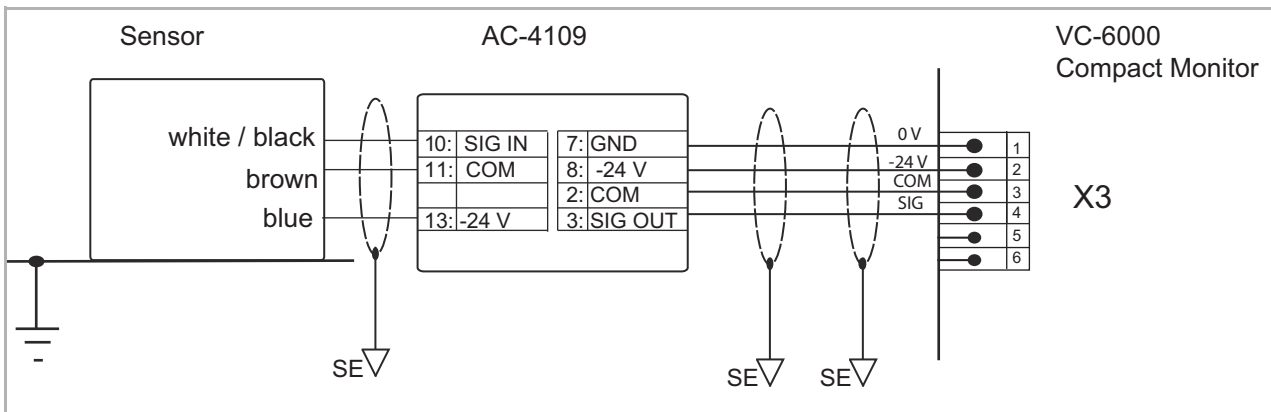 Sensor
AC-4109
VC-6000
Compact Monitor
white / black
brown
blue
10: SIG IN
11: COM
13: -24 V
7: GND
8: -24 V
2: COM
3: SIG OUT
0 V
-24 V
COM
SIG
1
2
3
4
5
6
X3
SE
SE
SE